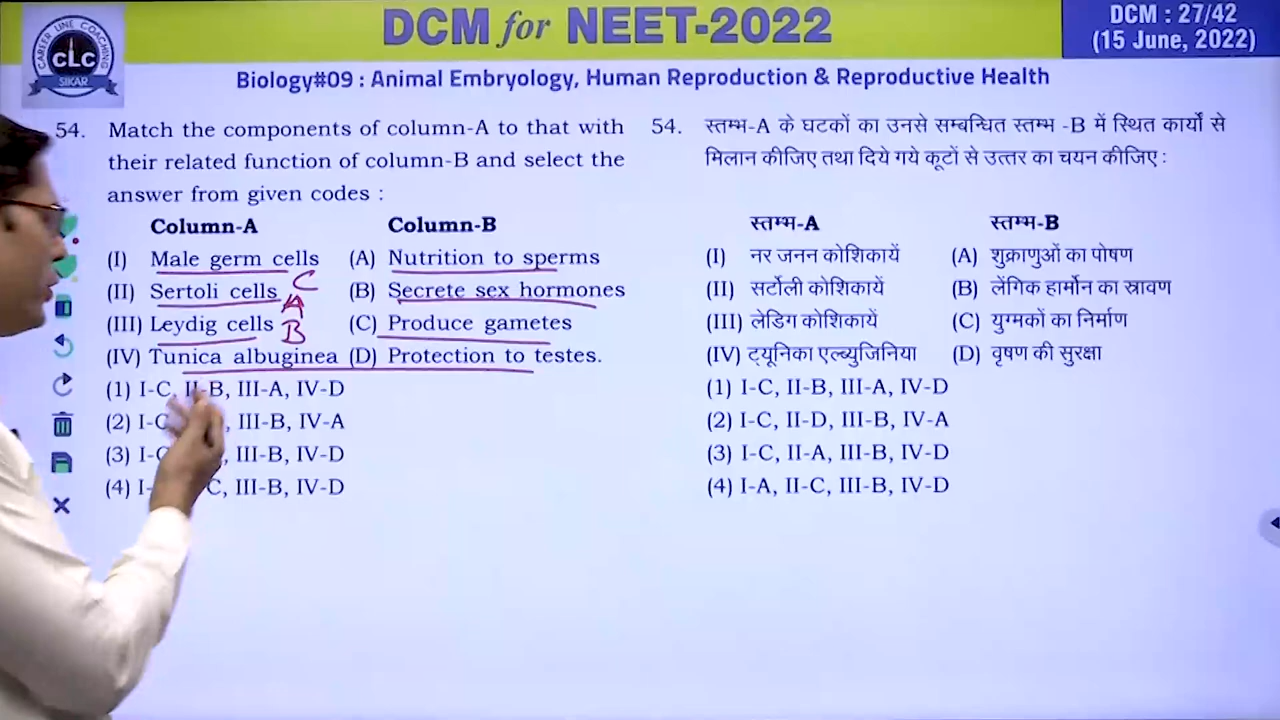 DCM for NEET-2022
DCM : 27/42
(15 June, 2022)
CAREER LINE COACHING
CLC
SIKAR
Biology#09 : Animal Embryology, Human Reproduction & Reproductive Health
54. Match the components of column-A to that with
their related function of column-B and select the
answer from given codes :
Column-A Column-B
(I) Male germ cells (A) Nutrition to sperms
C
(II) Sertoli cells (B) Secrete sex hormones
A
(III) Leydig cells (C) Produce gametes
B
(IV) Tunica albuginea (D) Protection to testes.
(1) I-C, II-B, III-A, IV-D
(2) I-C , III-B, IV-A
(3) I-C , III-B, IV-D
(4) I- C, III-B, IV-D
54. स्तम्भ-A के घटकों का उनसे सम्बन्धित स्तम्भ -B में स्थित कार्यों से
मिलान कीजिए तथा दिये गये कूटों से उत्तर का चयन कीजिए :
स्तम्भ-A स्तम्भ-B
(I) नर जनन कोशिकायें (A) शुक्राणुओं का पोषण
(II) सर्टोली कोशिकायें (B) लेंगिक हार्मोन का स्रावण
(III) लेडिग कोशिकायें (C) युग्मकों का निर्माण
(IV) ट्यूनिका एल्ब्युजिनिया (D) वृषण की सुरक्षा
(1) I-C, II-B, III-A, IV-D
(2) I-C, II-D, III-B, IV-A
(3) I-C, II-A, III-B, IV-D
(4) I-A, II-C, III-B, IV-D